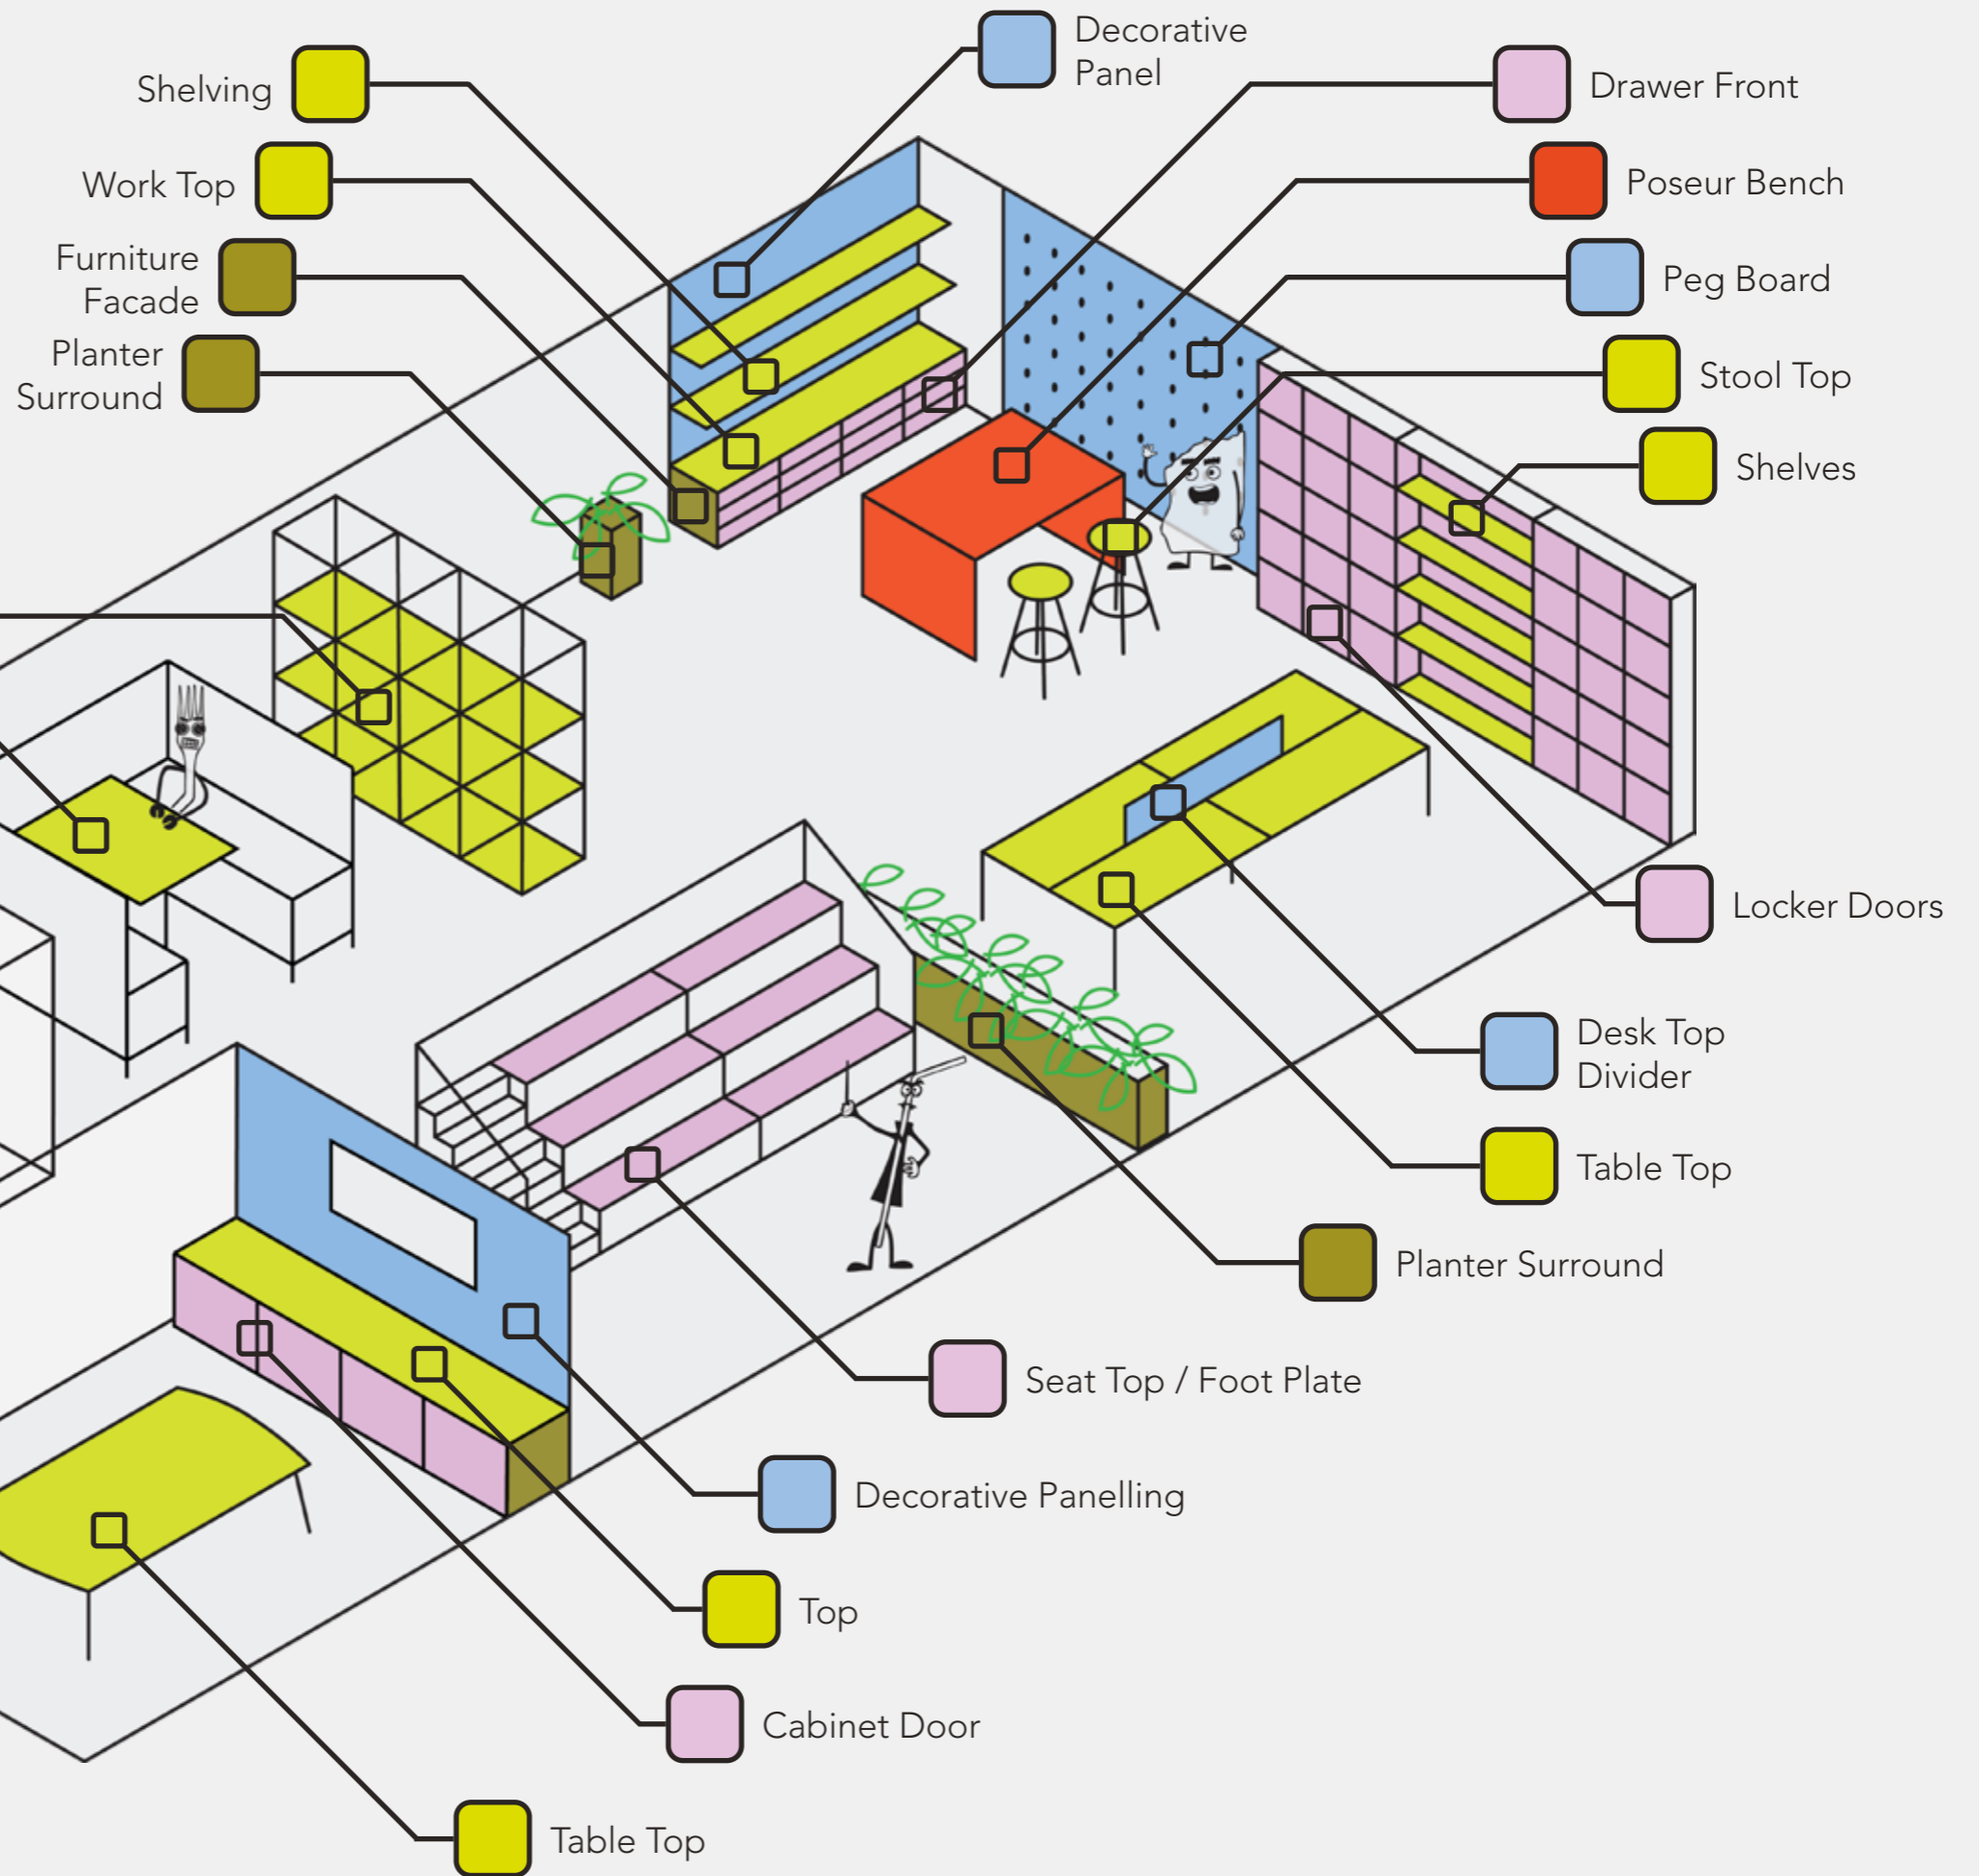 Decorative
Panel
Shelving
Drawer Front
Work Top
Poseur Bench
Furniture
Facade
Peg Board
Planter
Surround
Stool Top
Shelves
Locker Doors
Desk Top
Divider
Table Top
Planter Surround
Seat Top / Foot Plate
Decorative Panelling
Top
Cabinet Door
Table Top